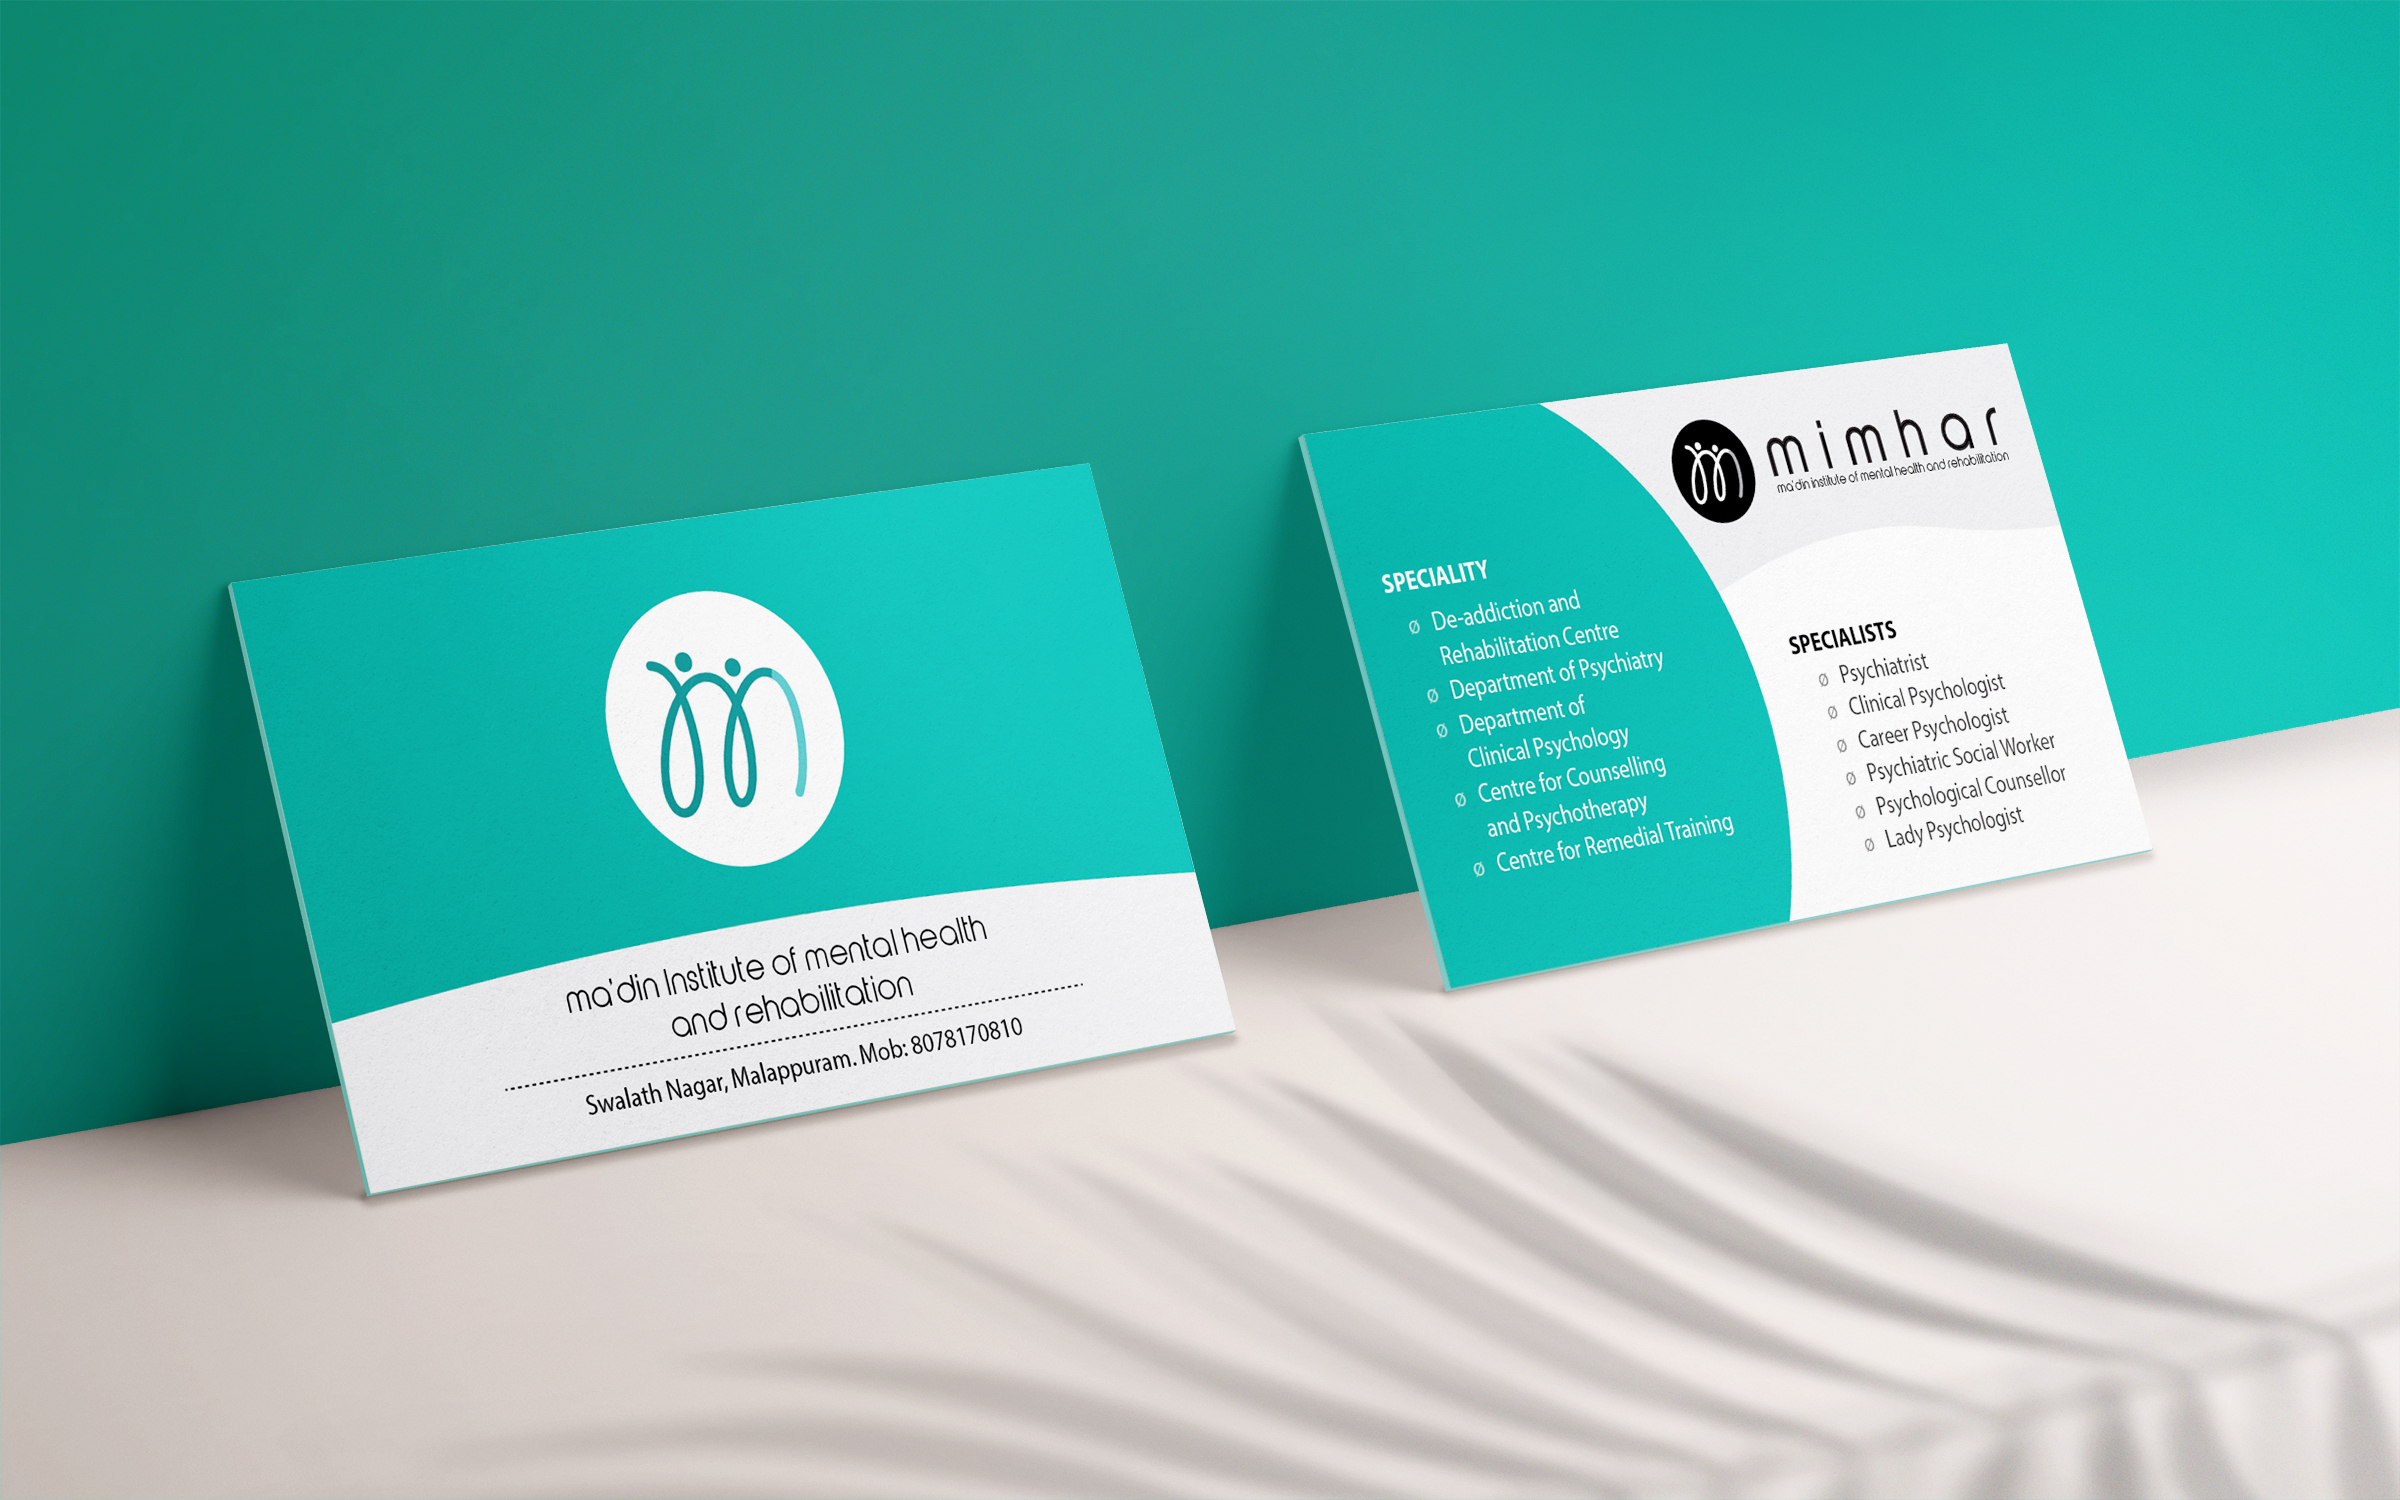 ma'din Institute of mental health
and rehabilitation
Swalath Nagar, Malappuram. Mob: 8078170810
mimhar
ma'din institute of mental health and rehabilitation
SPECIALITY
Ø De-addiction and
Rehabilitation Centre
Ø Department of Psychiatry
Ø Department of
Clinical Psychology
Ø Centre for Counselling
and Psychotherapy
Ø Centre for Remedial Training
SPECIALISTS
Ø Psychiatrist
Ø Clinical Psychologist
Ø Career Psychologist
Ø Psychiatric Social Worker
Ø Psychological Counsellor
Ø Lady Psychologist